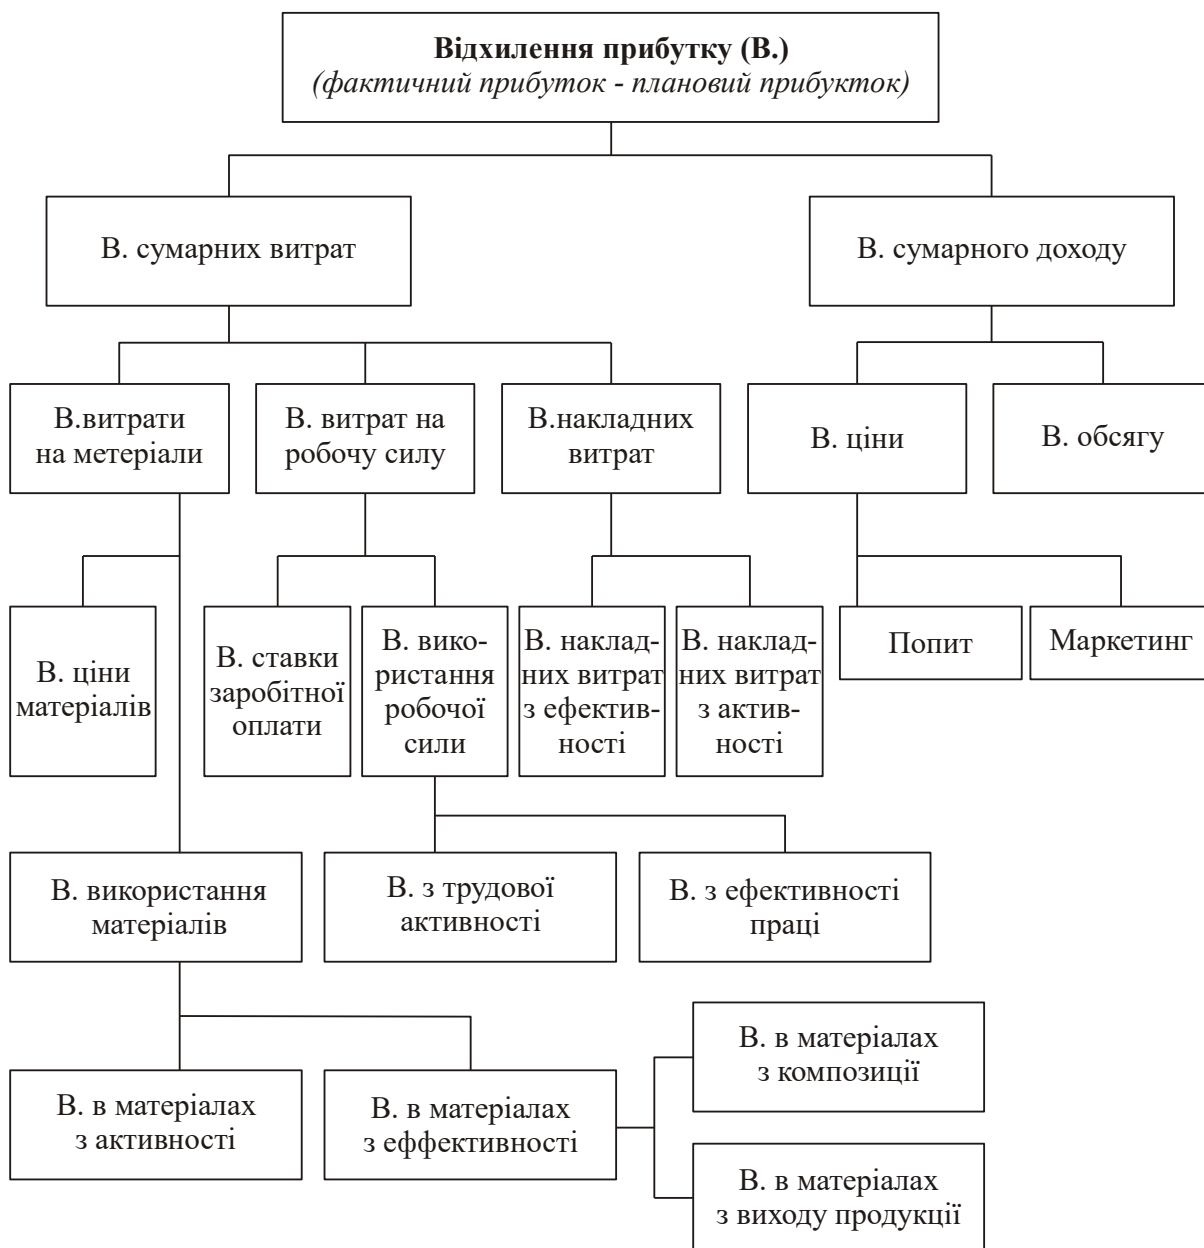 Відхилення прибутку (В.)
(фактичний прибуток - плановий прибукток)
В. сумарних витрат
В. сумарного доходу
В.витрати
на метеріали
В. витрат на
робочу силу
В.накладних
витрат
В. ціни
В. обсягу
В. ціни
матеріалів
В. ставки
заробітної
оплати
В. вико-
ристання
робочої
сили
В. наклад-
них витрат
з ефектив-
ності
В. наклад-
них витрат
з актив-
ності
Попит
Маркетинг
В. використання
матеріалів
В. з трудової
активності
В. з ефективності
праці
В. в матеріалах
з активності
В. в матеріалах
з еффективності
В. в матеріалах
з композиції
В. в матеріалах
з виходу продукції